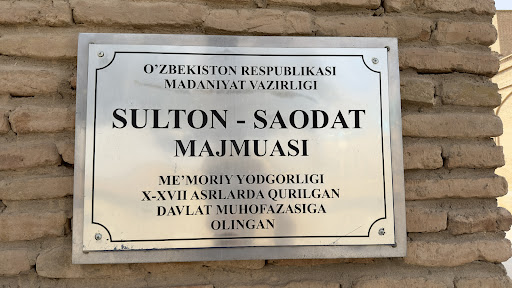 O'ZBEKISTON RESPUBLIKASI
MADANIYAT VAZIRLIGI
SULTON - SAODAT
MAJMUASI
ME'MORIY YODGORLIGI
X-XVII ASRLARDA QURILGAN
DAVLAT MUHOFAZASIGA
OLINGAN